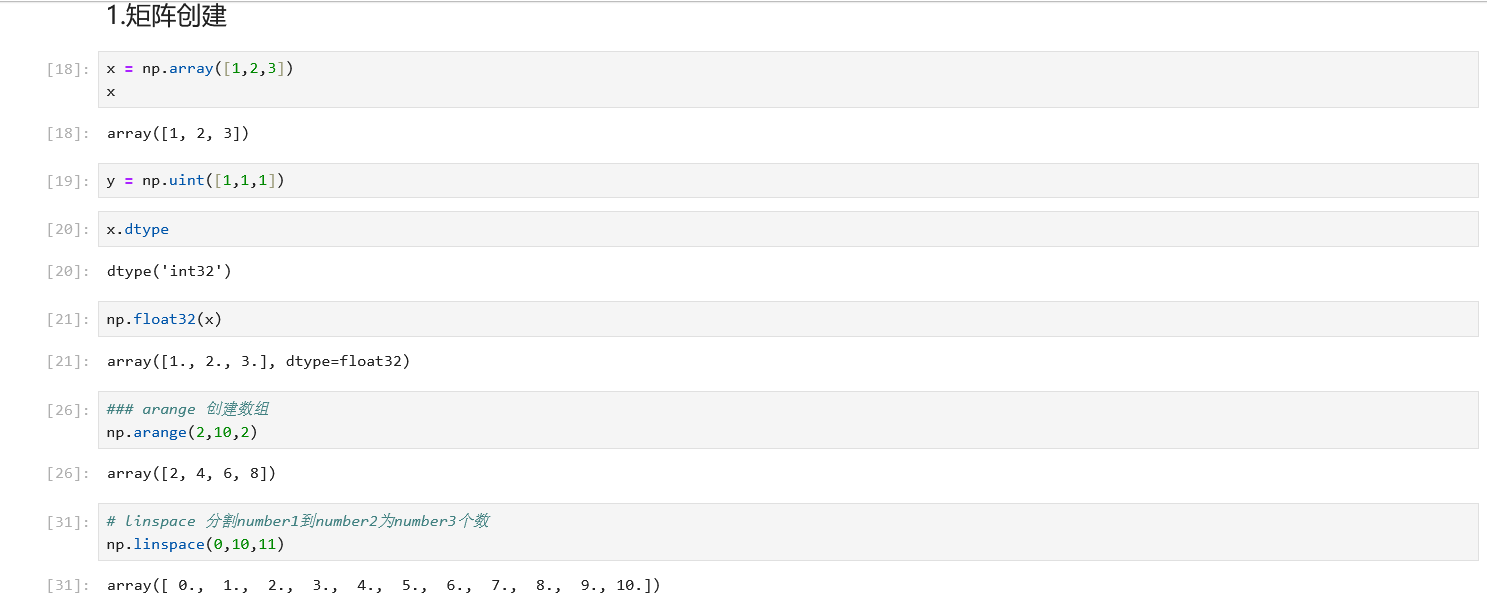 1.矩阵创建
[18]: x = np.array([1,2,3])
x
[18]: array([1, 2, 3])
[19]: y = np.uint([1,1,1])
[20]: x.dtype
[20]: dtype('int32')
[21]: np.float32(x)
[21]: array([1., 2., 3.], dtype=float32)
[26]: ### arange 创建数组
np.arange(2,10,2)
[26]: array([2, 4, 6, 8])
[31]: # linspace 分割number1到number2为number3个数
np.linspace(0,10,11)
[31]: array([ 0.,  1.,  2.,  3.,  4.,  5.,  6.,  7.,  8.,  9., 10.])